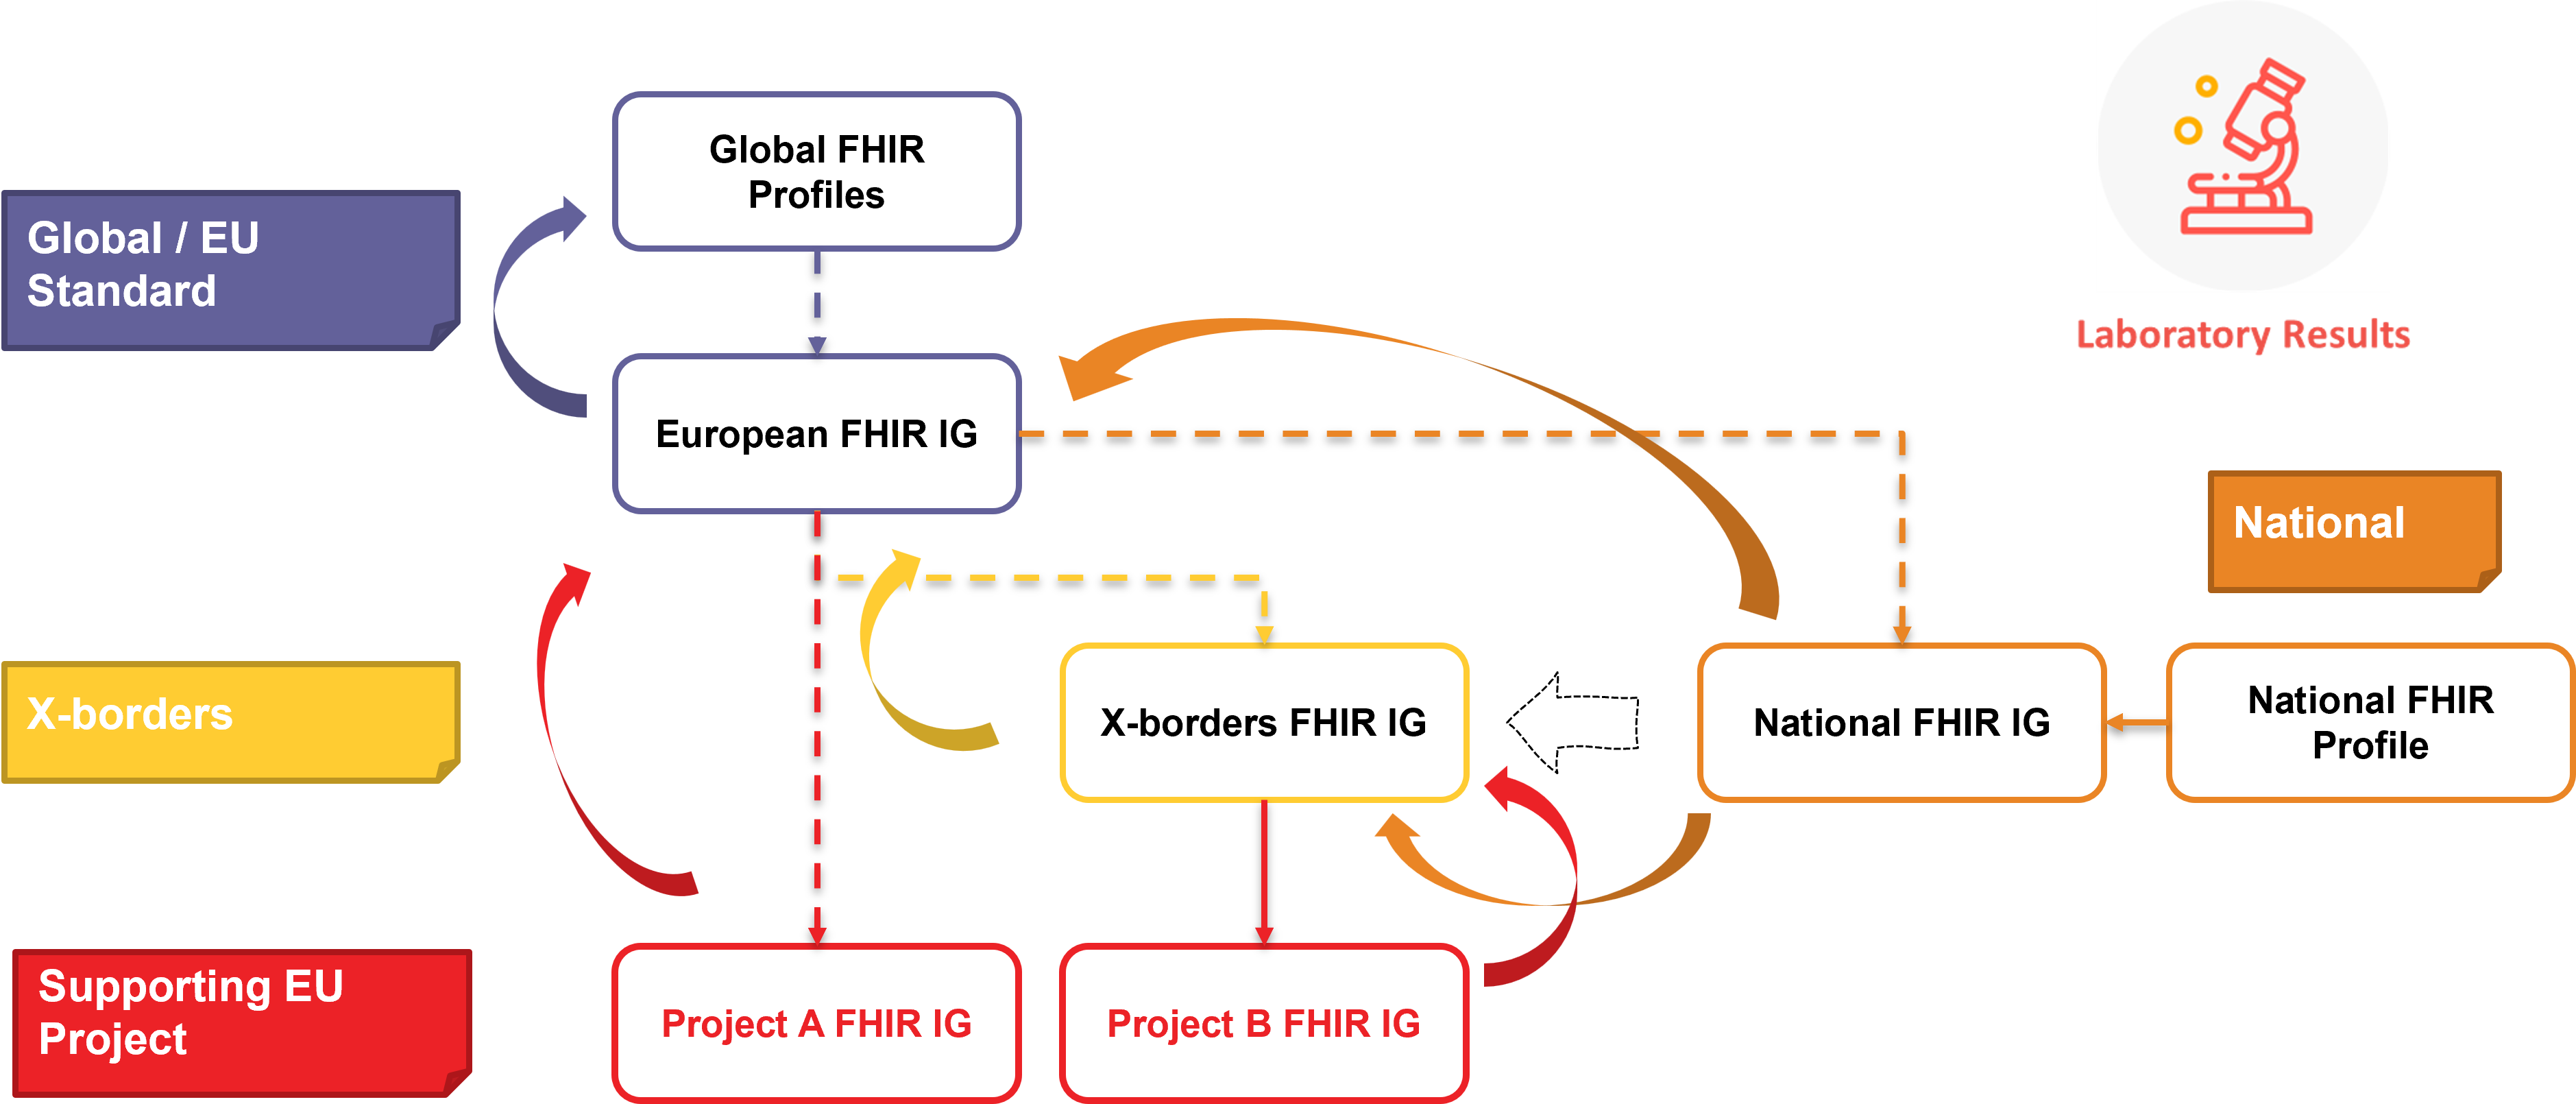 Global FHIR
Profiles
Global / EU
Standard
Laboratory Results
European FHIR IG
National
X-borders
X-borders FHIR IG
National FHIR IG
National FHIR
Profile
Supporting EU
Project
Project A FHIR IG
Project B FHIR IG